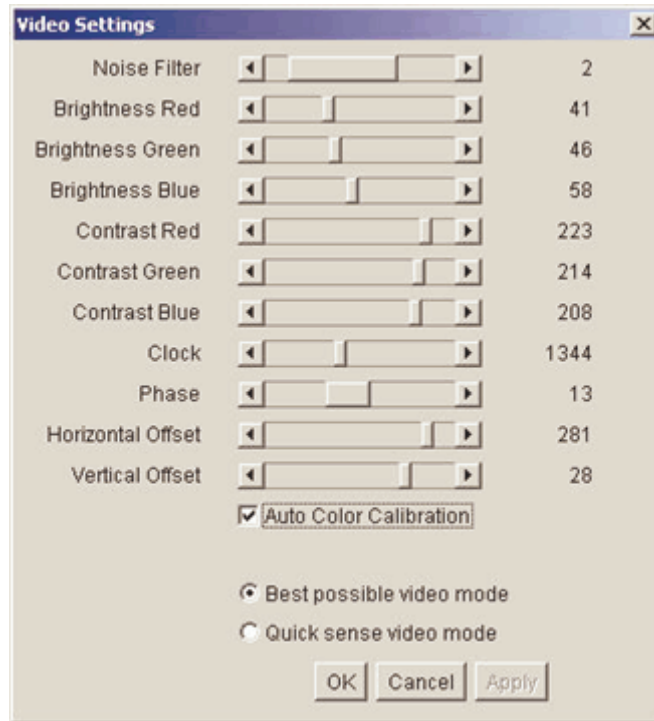 Video Settings
Noise Filter 2
Brightness Red 41
Brightness Green 46
Brightness Blue 58
Contrast Red 223
Contrast Green 214
Contrast Blue 208
Clock 1344
Phase 13
Horizontal Offset 281
Vertical Offset 28
Auto Color Calibration
Best possible video mode
Quick sense video mode
OK Cancel Apply